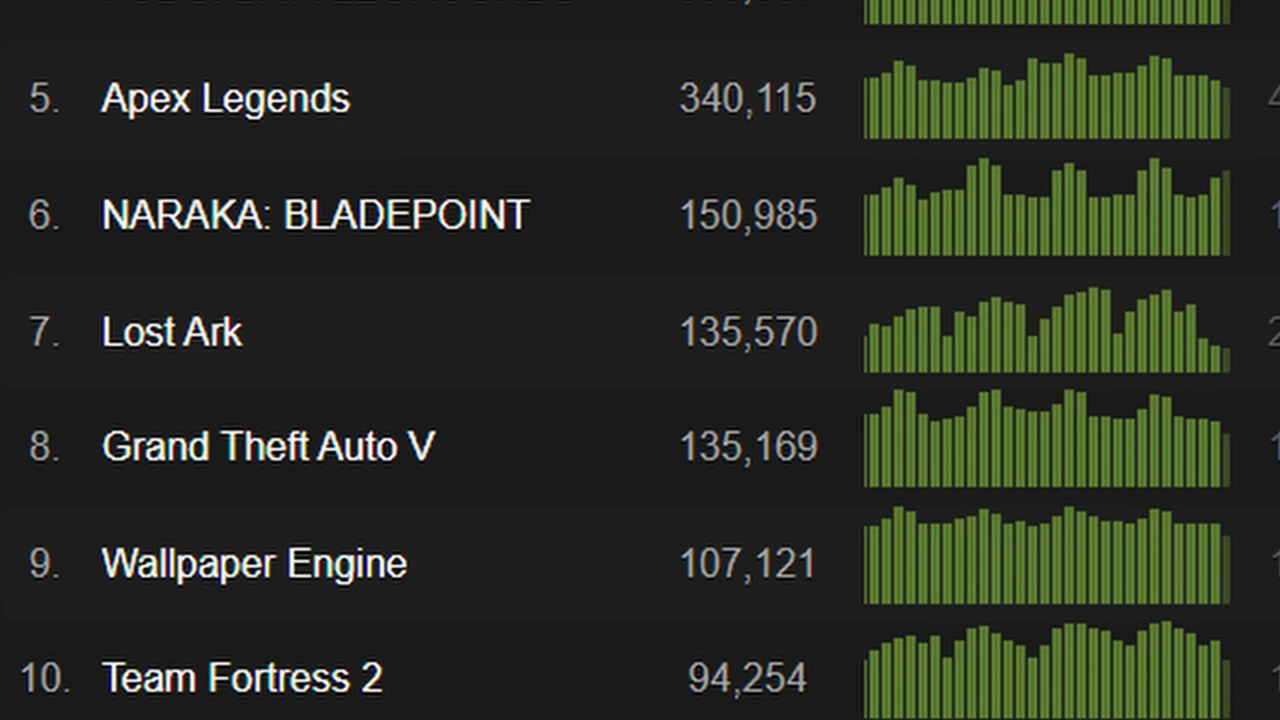 5. Apex Legends 340,115
6. NARAKA: BLADEPOINT 150,985
7. Lost Ark 135,570
8. Grand Theft Auto V 135,169
9. Wallpaper Engine 107,121
10. Team Fortress 2 94,254